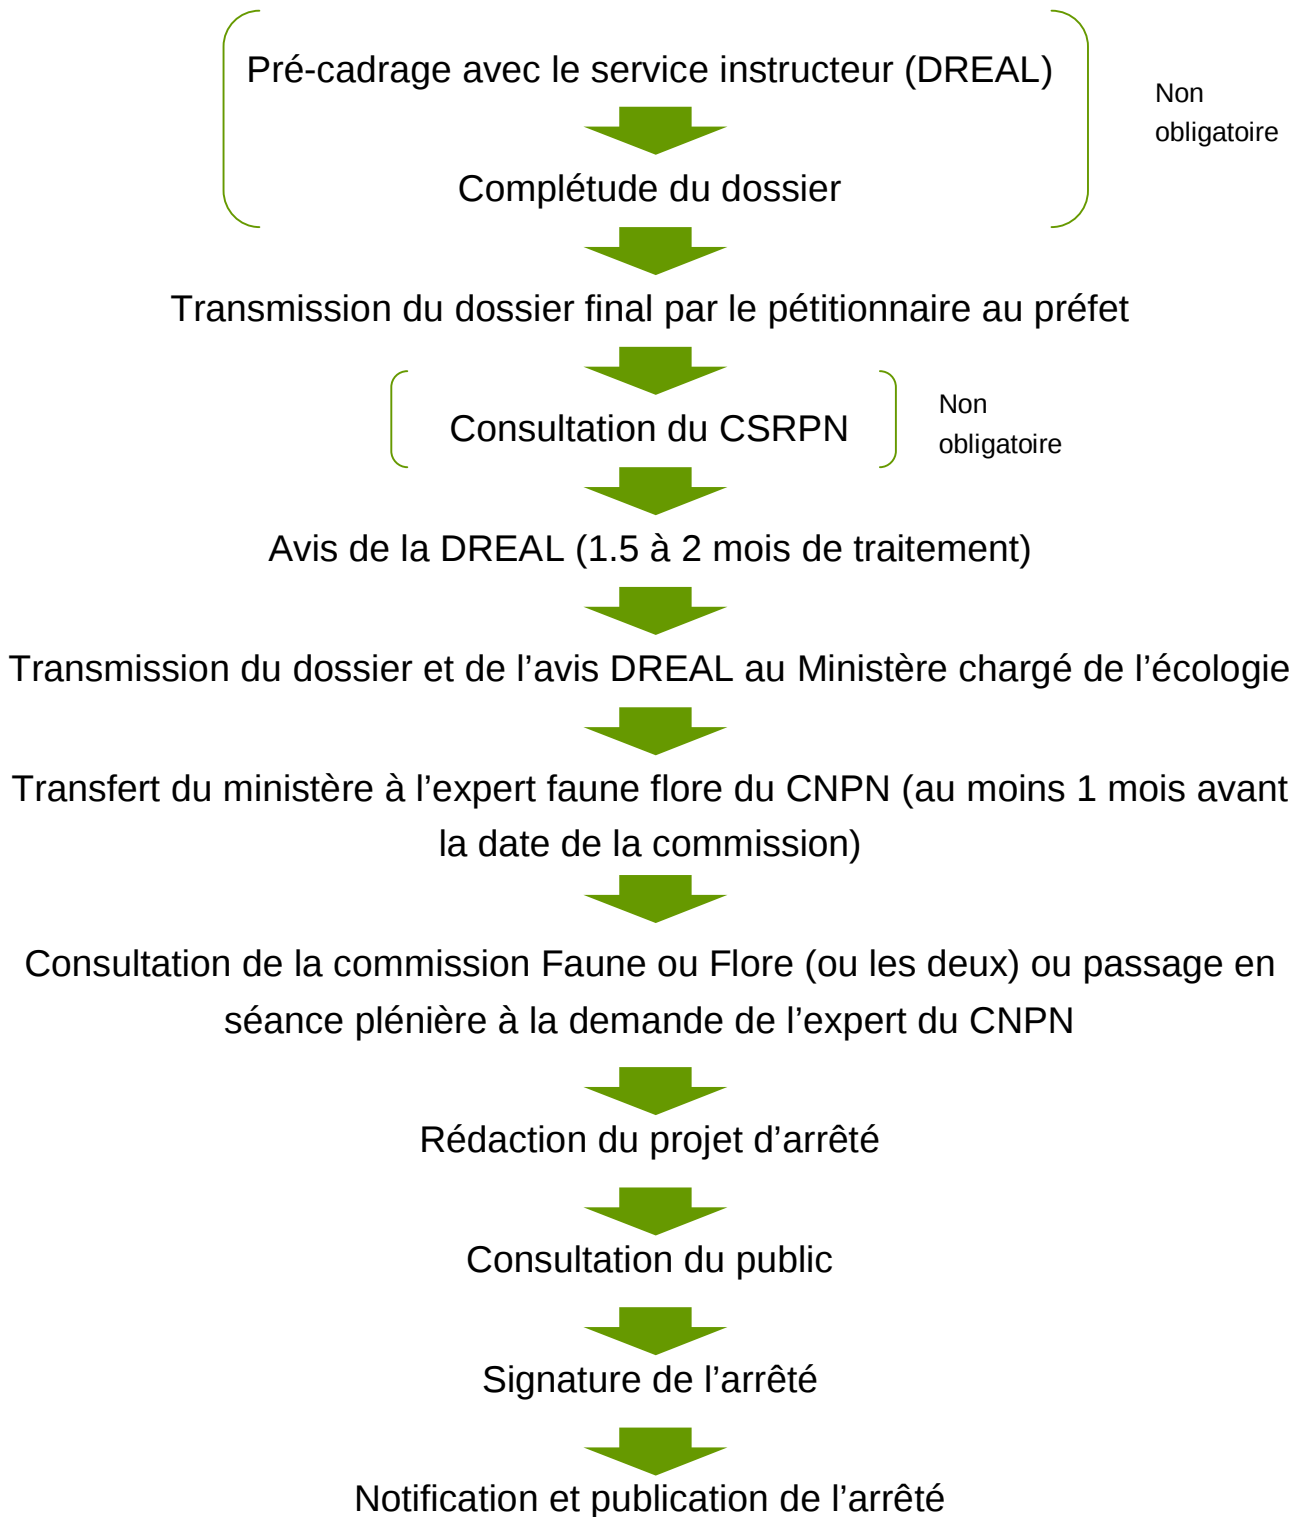 Pré-cadrage avec le service instructeur (DREAL)
Non
obligatoire
Complétude du dossier
Transmission du dossier final par le pétitionnaire au préfet
Consultation du CSRPN
Non
obligatoire
Avis de la DREAL (1.5 à 2 mois de traitement)
Transmission du dossier et de l’avis DREAL au Ministère chargé de l’écologie
Transfert du ministère à l’expert faune flore du CNPN (au moins 1 mois avant
la date de la commission)
Consultation de la commission Faune ou Flore (ou les deux) ou passage en
séance plénière à la demande de l’expert du CNPN
Rédaction du projet d’arrêté
Consultation du public
Signature de l’arrêté
Notification et publication de l’arrêté